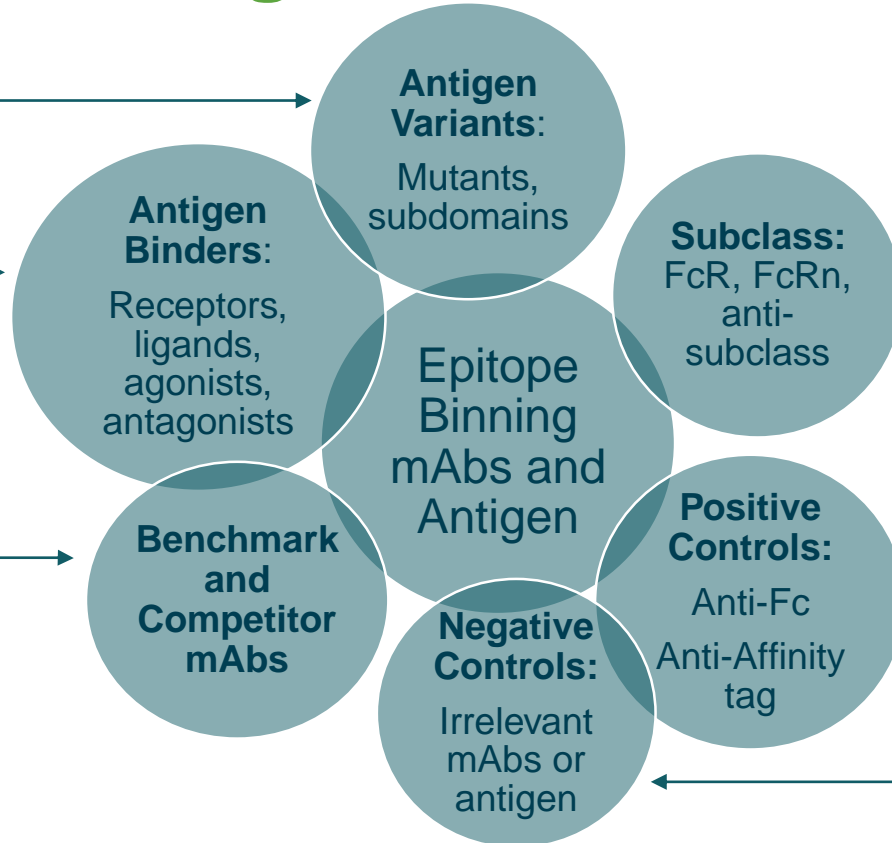 Antigen
Variants:
Mutants,
subdomains
Antigen
Binders:
Receptors,
ligands,
agonists,
antagonists
Subclass:
FcR, FcRn,
anti-
subclass
Epitope
Binning
mAbs and
Antigen
Benchmark
and
Competitor
mAbs
Positive
Controls:
Anti-Fc
Anti-Affinity
tag
Negative
Controls:
Irrelevant
mAbs or
antigen